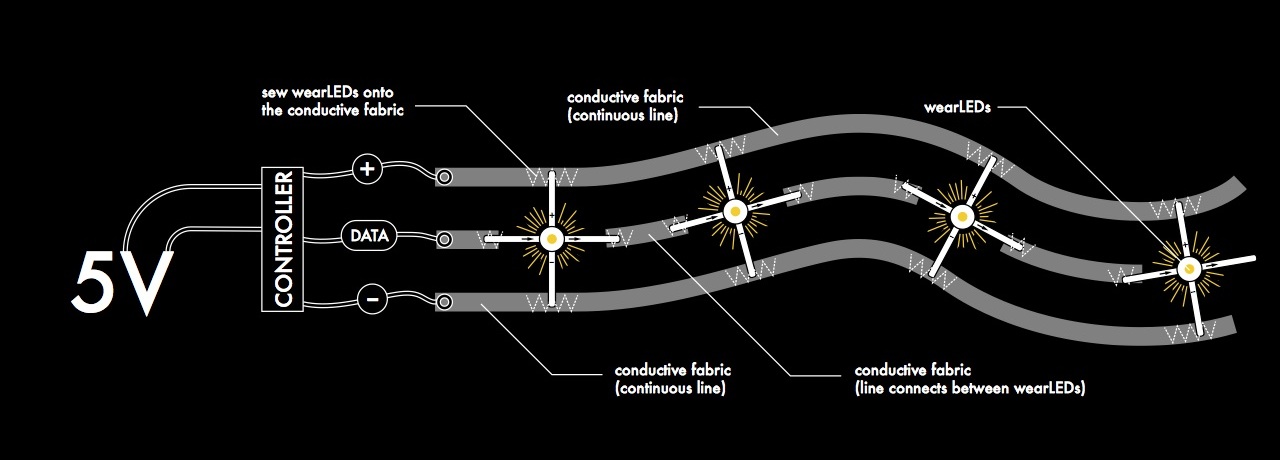 sew wearLEDs onto
the conductive fabric
conductive fabric
(continuous line)
wearLEDs
+
CONTROLLER
DATA
5V
−
conductive fabric
(continuous line)
conductive fabric
(line connects between wearLEDs)